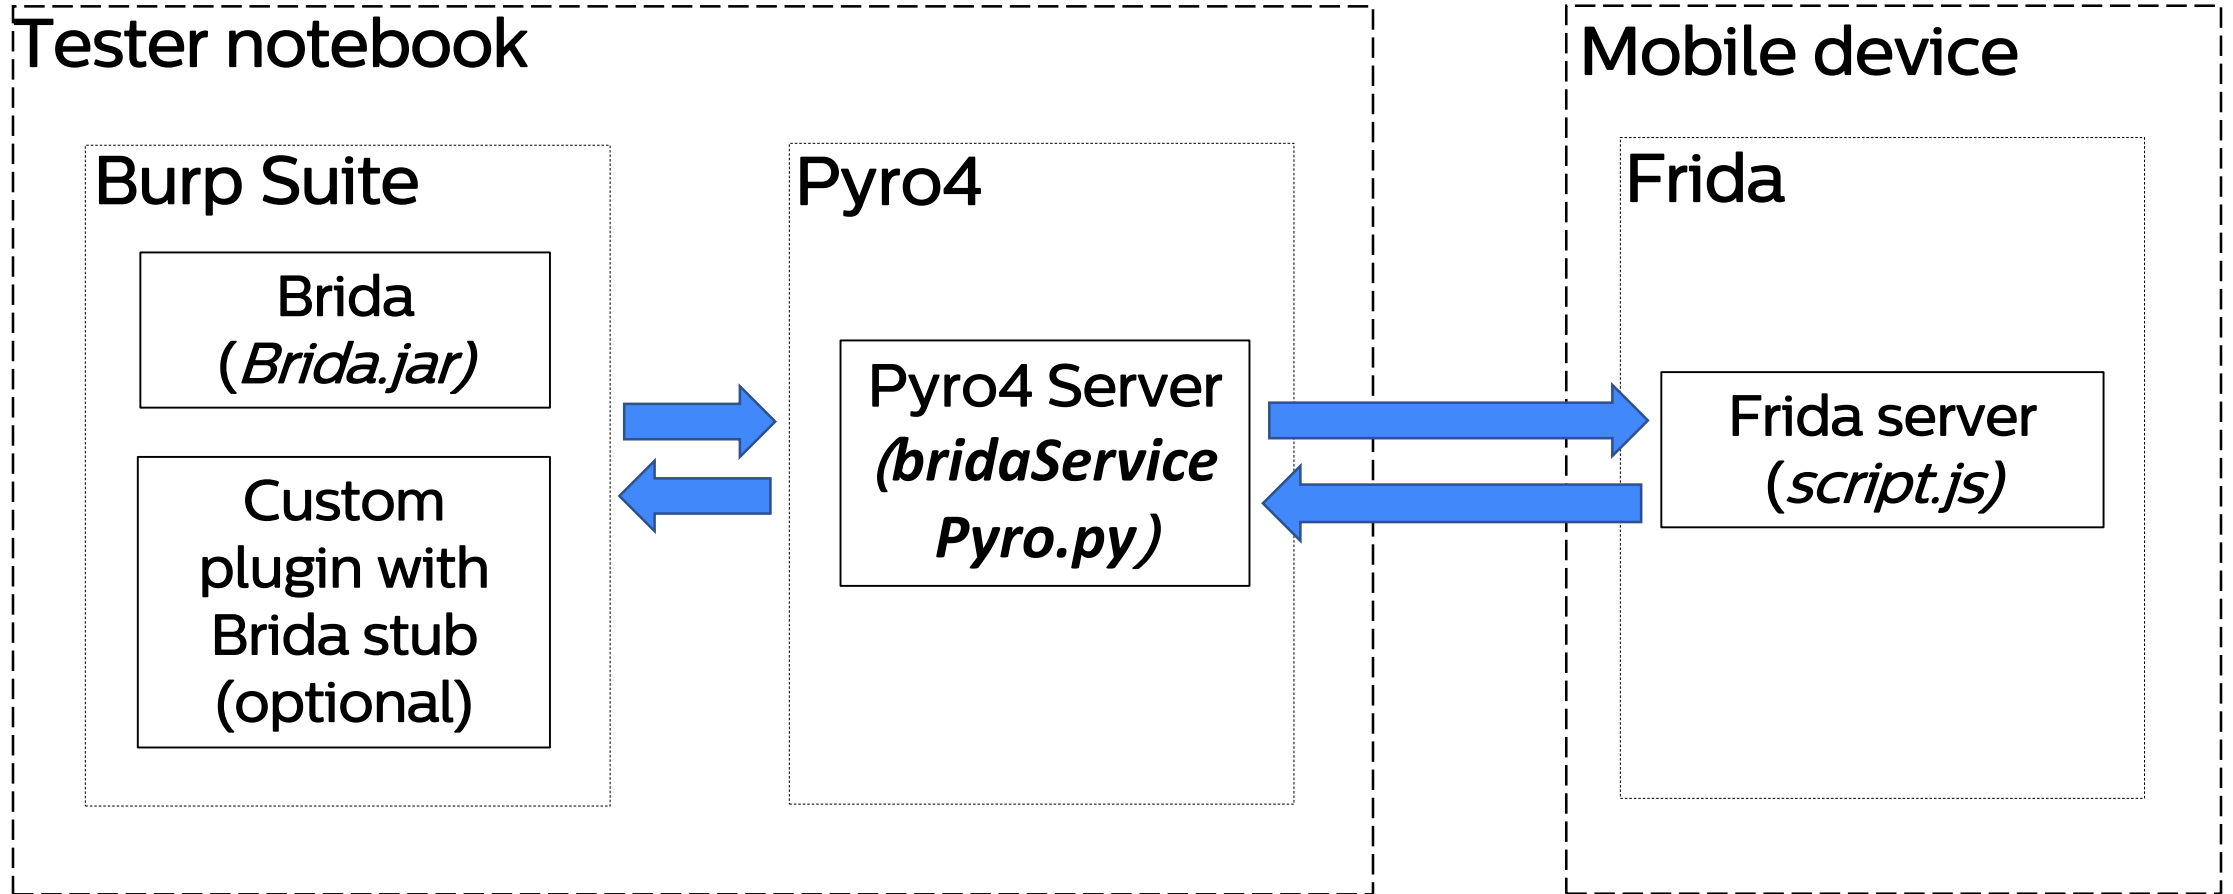 Tester notebook
Burp Suite
Brida
(Brida.jar)
Custom
plugin with
Brida stub
(optional)
Pyro4
Pyro4 Server
(bridaService
Pyro.py)
Mobile device
Frida
Frida server
(script.js)